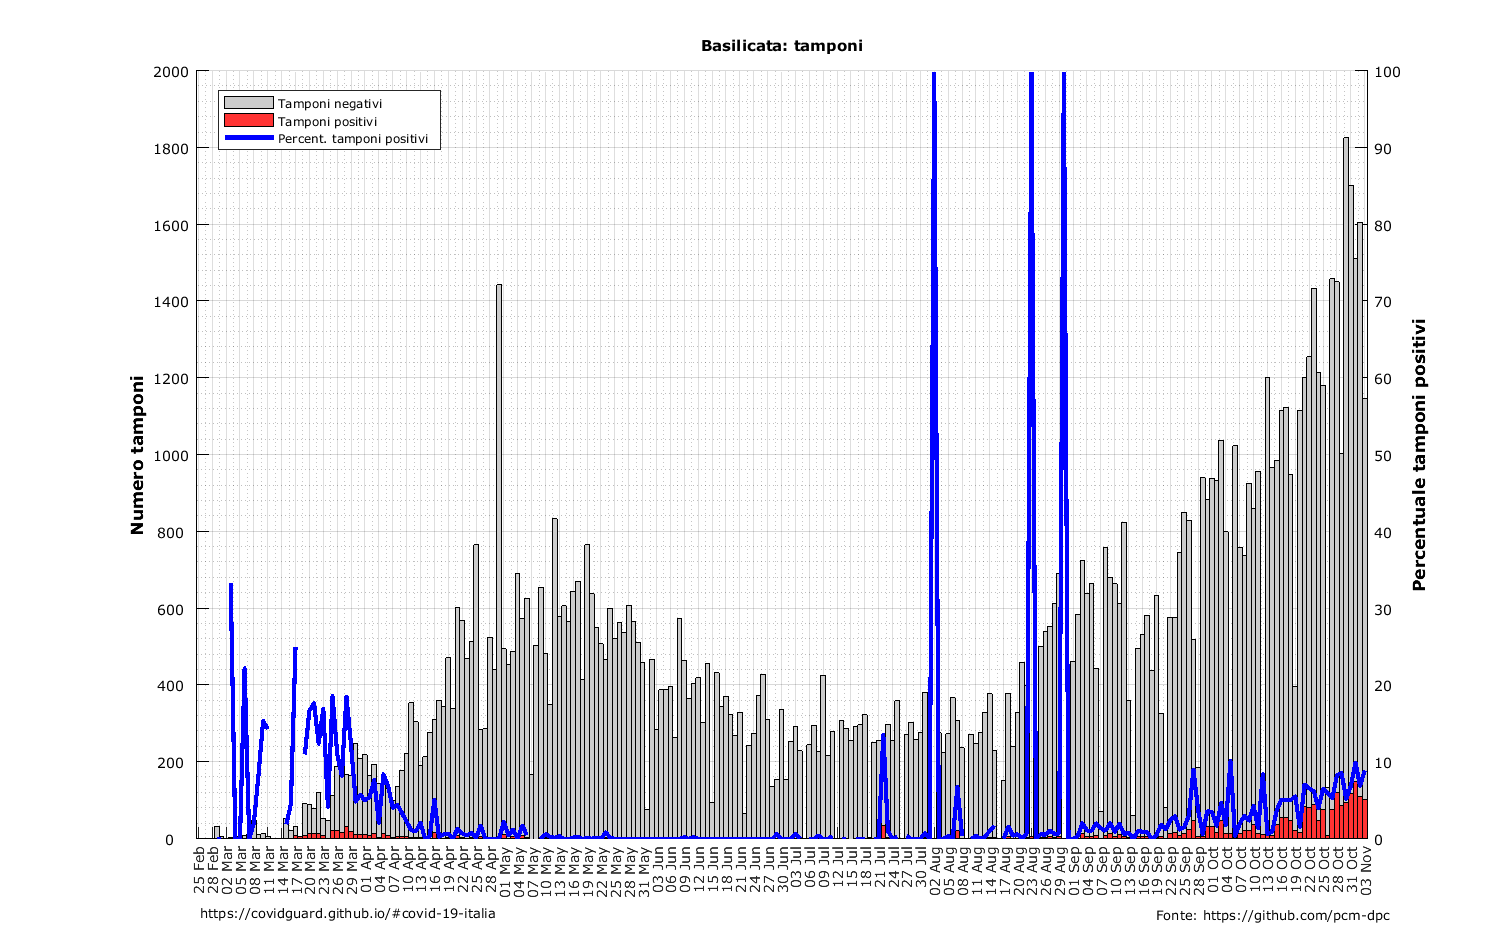 Basilicata: tamponi
Tamponi negativi
Tamponi positivi
Percent. tamponi positivi
Numero tamponi
2000
1800
1600
1400
1200
1000
800
600
400
200
0
Percentuale tamponi positivi
100
90
80
70
60
50
40
30
20
10
0
25 Feb
28 Feb
02 Mar
05 Mar
08 Mar
11 Mar
14 Mar
17 Mar
20 Mar
23 Mar
26 Mar
29 Mar
01 Apr
04 Apr
07 Apr
10 Apr
13 Apr
16 Apr
19 Apr
22 Apr
25 Apr
28 Apr
01 May
04 May
07 May
10 May
13 May
16 May
19 May
22 May
25 May
28 May
31 May
03 Jun
06 Jun
09 Jun
12 Jun
15 Jun
18 Jun
21 Jun
24 Jun
27 Jun
30 Jun
03 Jul
06 Jul
09 Jul
12 Jul
15 Jul
18 Jul
21 Jul
24 Jul
27 Jul
30 Jul
02 Aug
05 Aug
08 Aug
11 Aug
14 Aug
17 Aug
20 Aug
23 Aug
26 Aug
29 Aug
01 Sep
04 Sep
07 Sep
10 Sep
13 Sep
16 Sep
19 Sep
22 Sep
25 Sep
28 Sep
01 Oct
04 Oct
07 Oct
10 Oct
13 Oct
16 Oct
19 Oct
22 Oct
25 Oct
28 Oct
31 Oct
03 Nov
https://covidguard.github.io/#covid-19-italia
Fonte: https://github.com/pcm-dpc